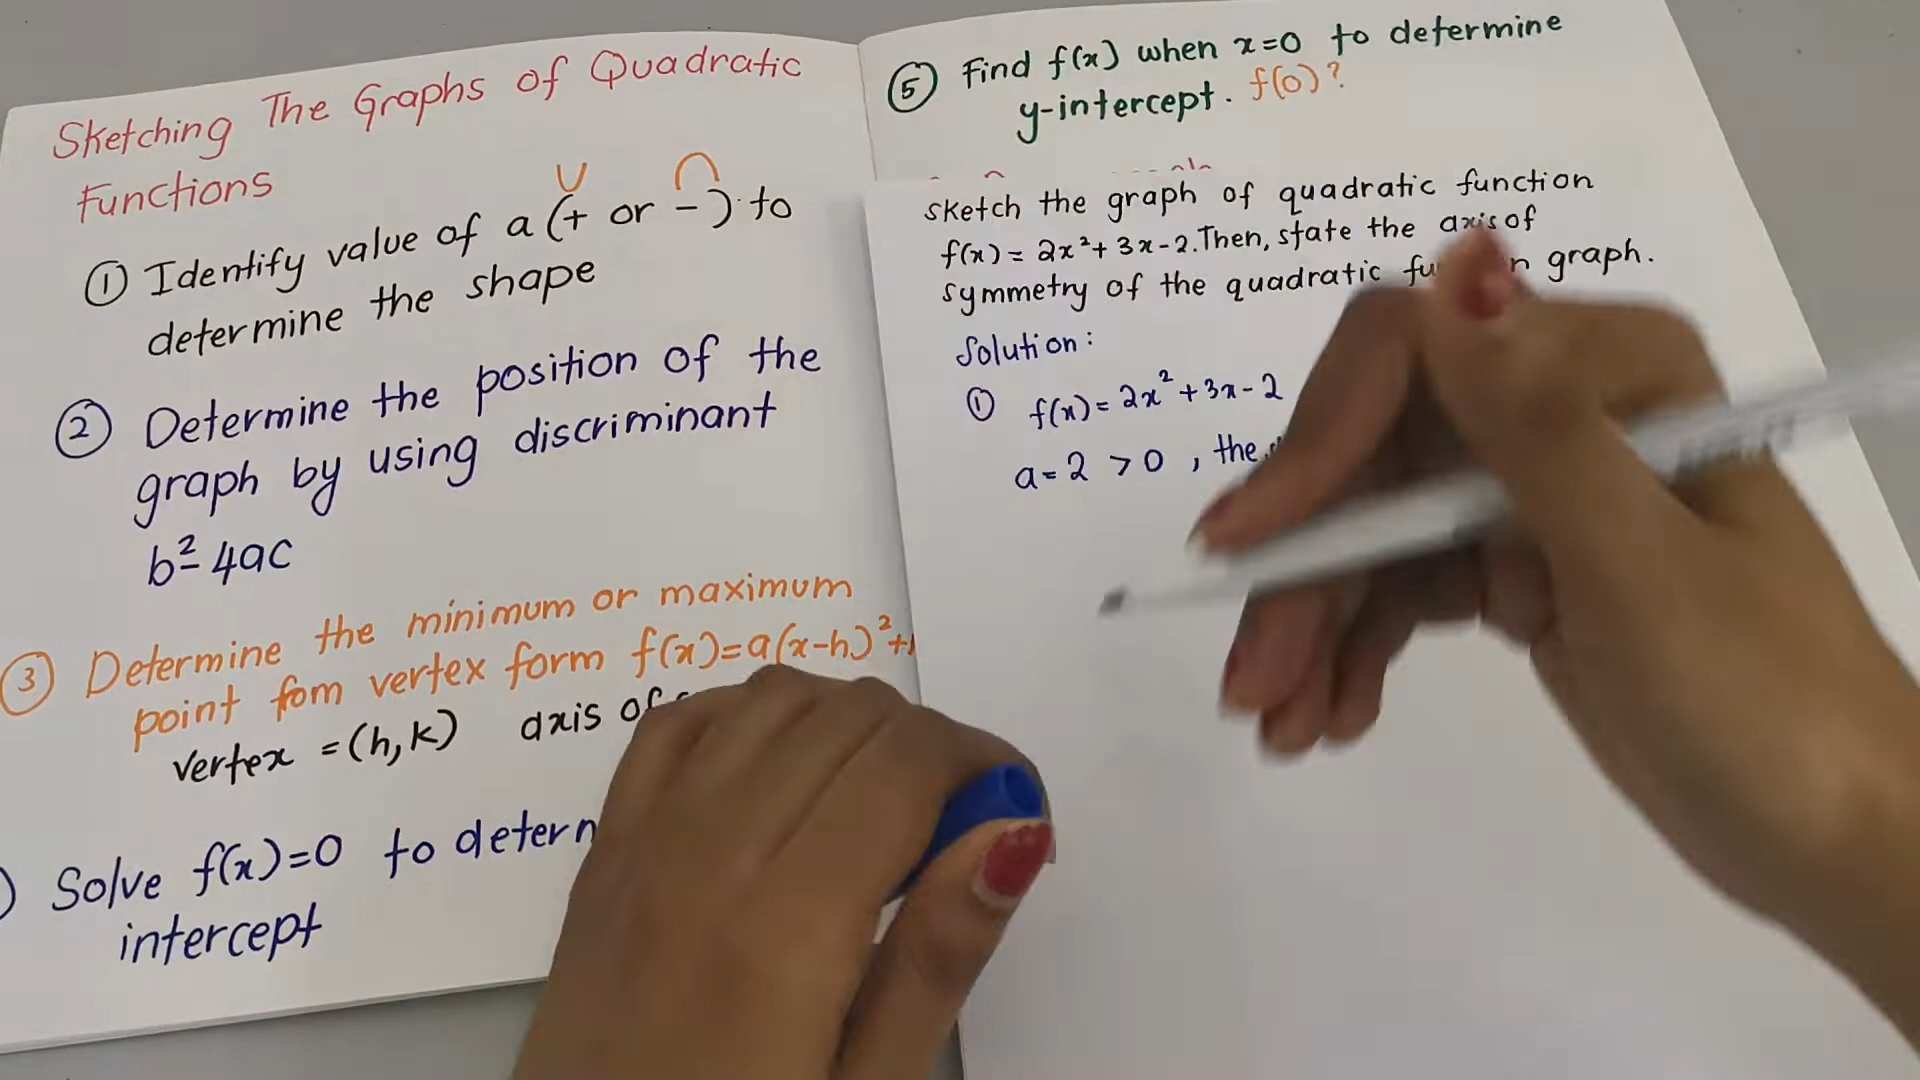 Sketching The Graphs of Quadratic
Functions
① Identify value of a (+ or -) to
determine the shape
② Determine the position of the
graph by using discriminant
b²-4ac
③ Determine the minimum or maximum
point fom vertex form f(x)=a(x-h)²+
vertex =(h,k) axis of
Solve f(x)=0 to determ
intercept
⑤ Find f(x) when x=0 to determine
y-intercept. f(0)?
Sketch the graph of quadratic function
f(x) = 2x²+3x-2. Then, state the axis of
symmetry of the quadratic graph.
Solution:
① f(x)= 2x²+3x-2
a=2 >0 , the